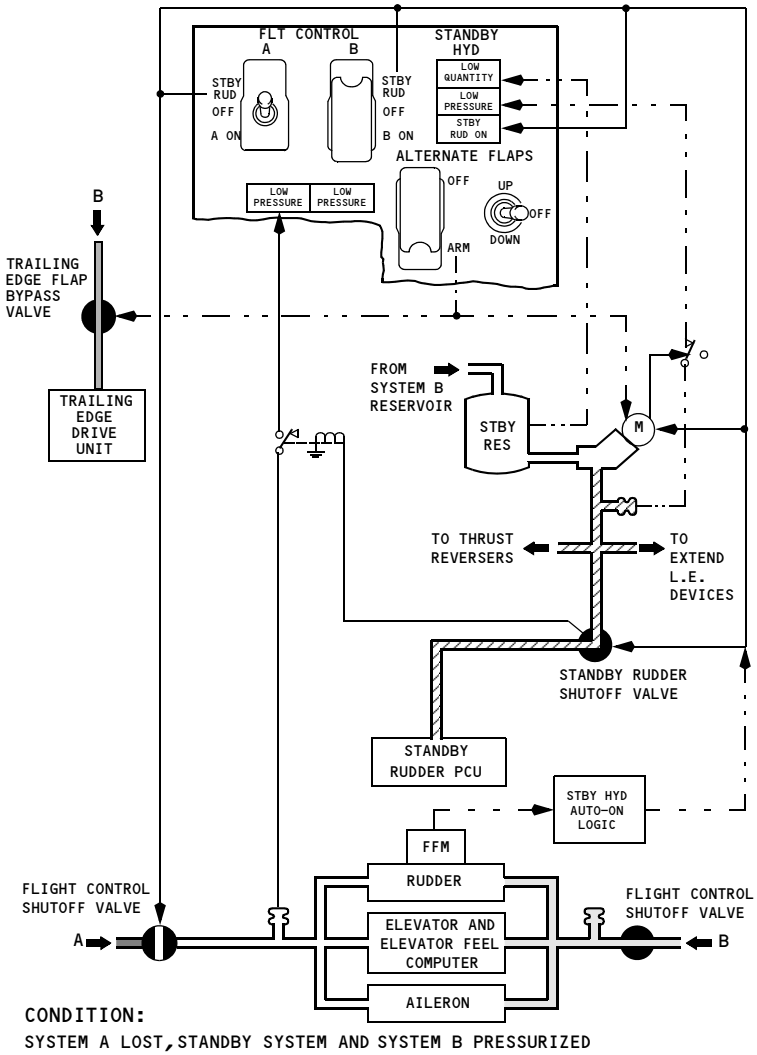 FLT CONTROL
A
B
STANDBY
HYD
STBY
RUD
OFF
A ON
STBY
RUD
OFF
B ON
LOW
QUANTITY
LOW
PRESSURE
STBY
RUD ON
ALTERNATE FLAPS
OFF
ARM
UP
OFF
DOWN
LOW
PRESSURE
LOW
PRESSURE
B
TRAILING
EDGE FLAP
BYPASS
VALVE
TRAILING
EDGE
DRIVE
UNIT
FROM
SYSTEM B
RESERVOIR
STBY
RES
M
TO THRUST
REVERSERS
TO
EXTEND
L.E.
DEVICES
STANDBY RUDDER
SHUTOFF VALVE
STANDBY
RUDDER PCU
STBY HYD
AUTO-ON
LOGIC
FFM
RUDDER
FLIGHT CONTROL
SHUTOFF VALVE
A
ELEVATOR AND
ELEVATOR FEEL
COMPUTER
FLIGHT CONTROL
SHUTOFF VALVE
B
AILERON
CONDITION:
SYSTEM A LOST, STANDBY SYSTEM AND SYSTEM B PRESSURIZED